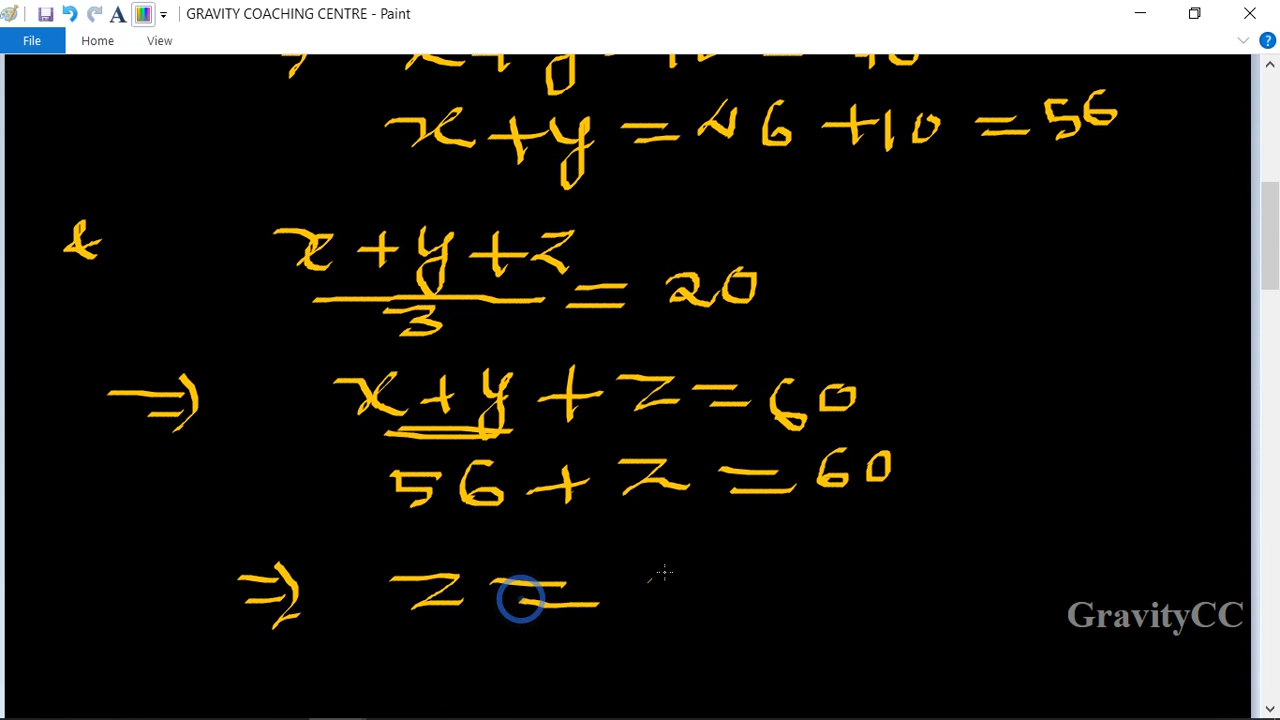 GRAVITY COACHING CENTRE - Paint
File Home View
x+y = 46 +10 = 56
& x+y+z/3 = 20
⇒ x+y+z=60
56+z=60
⇒ z =
GravityCC